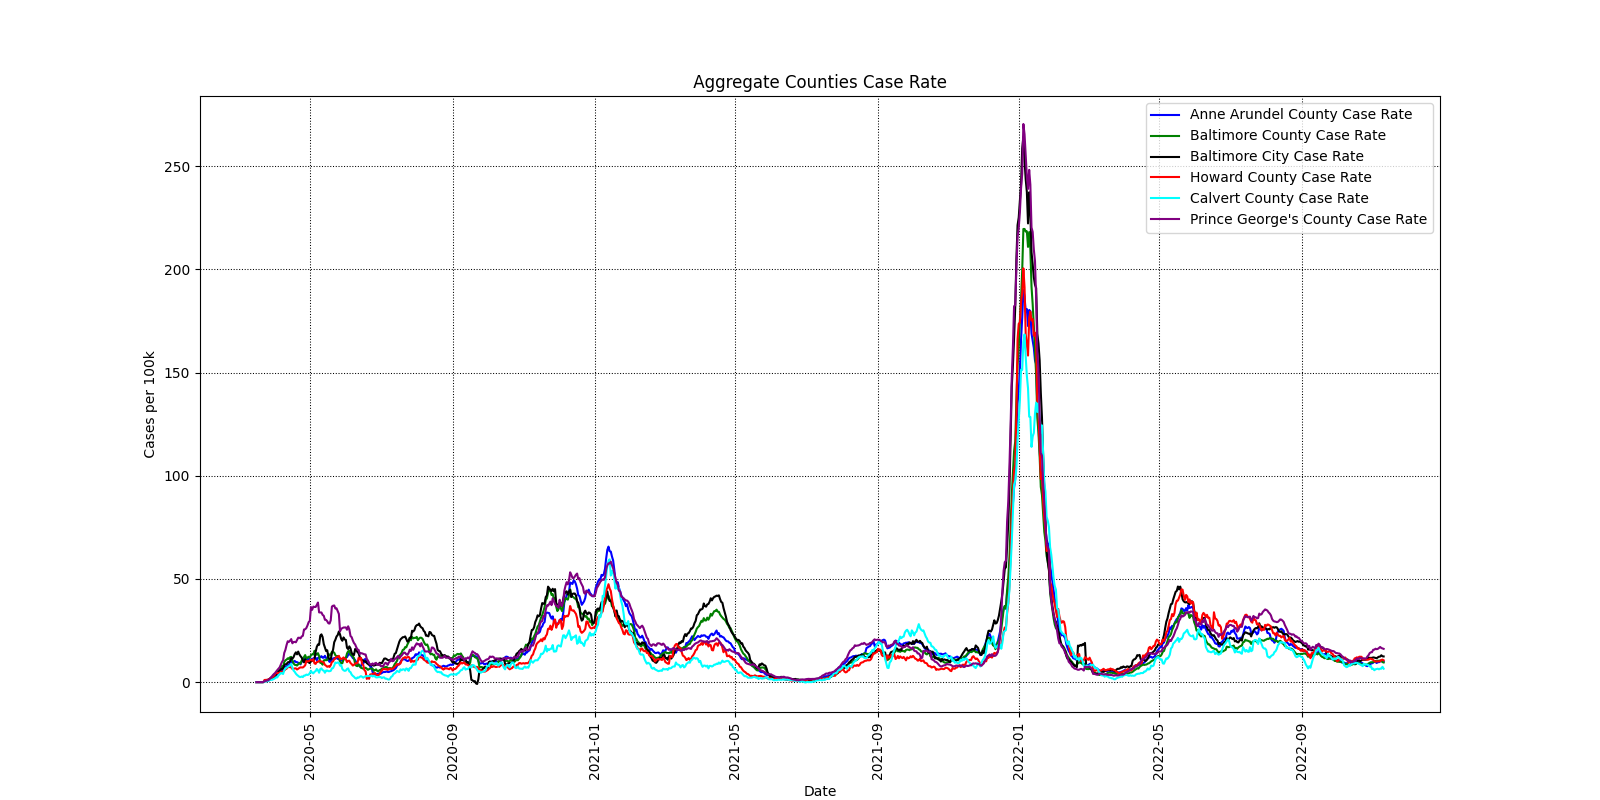 Aggregate Counties Case Rate
Anne Arundel County Case Rate
Baltimore County Case Rate
Baltimore City Case Rate
Howard County Case Rate
Calvert County Case Rate
Prince George's County Case Rate
Cases per 100k
250
200
150
100
50
0
2020-05
2020-09
2021-01
2021-05
2021-09
2022-01
2022-05
2022-09
Date